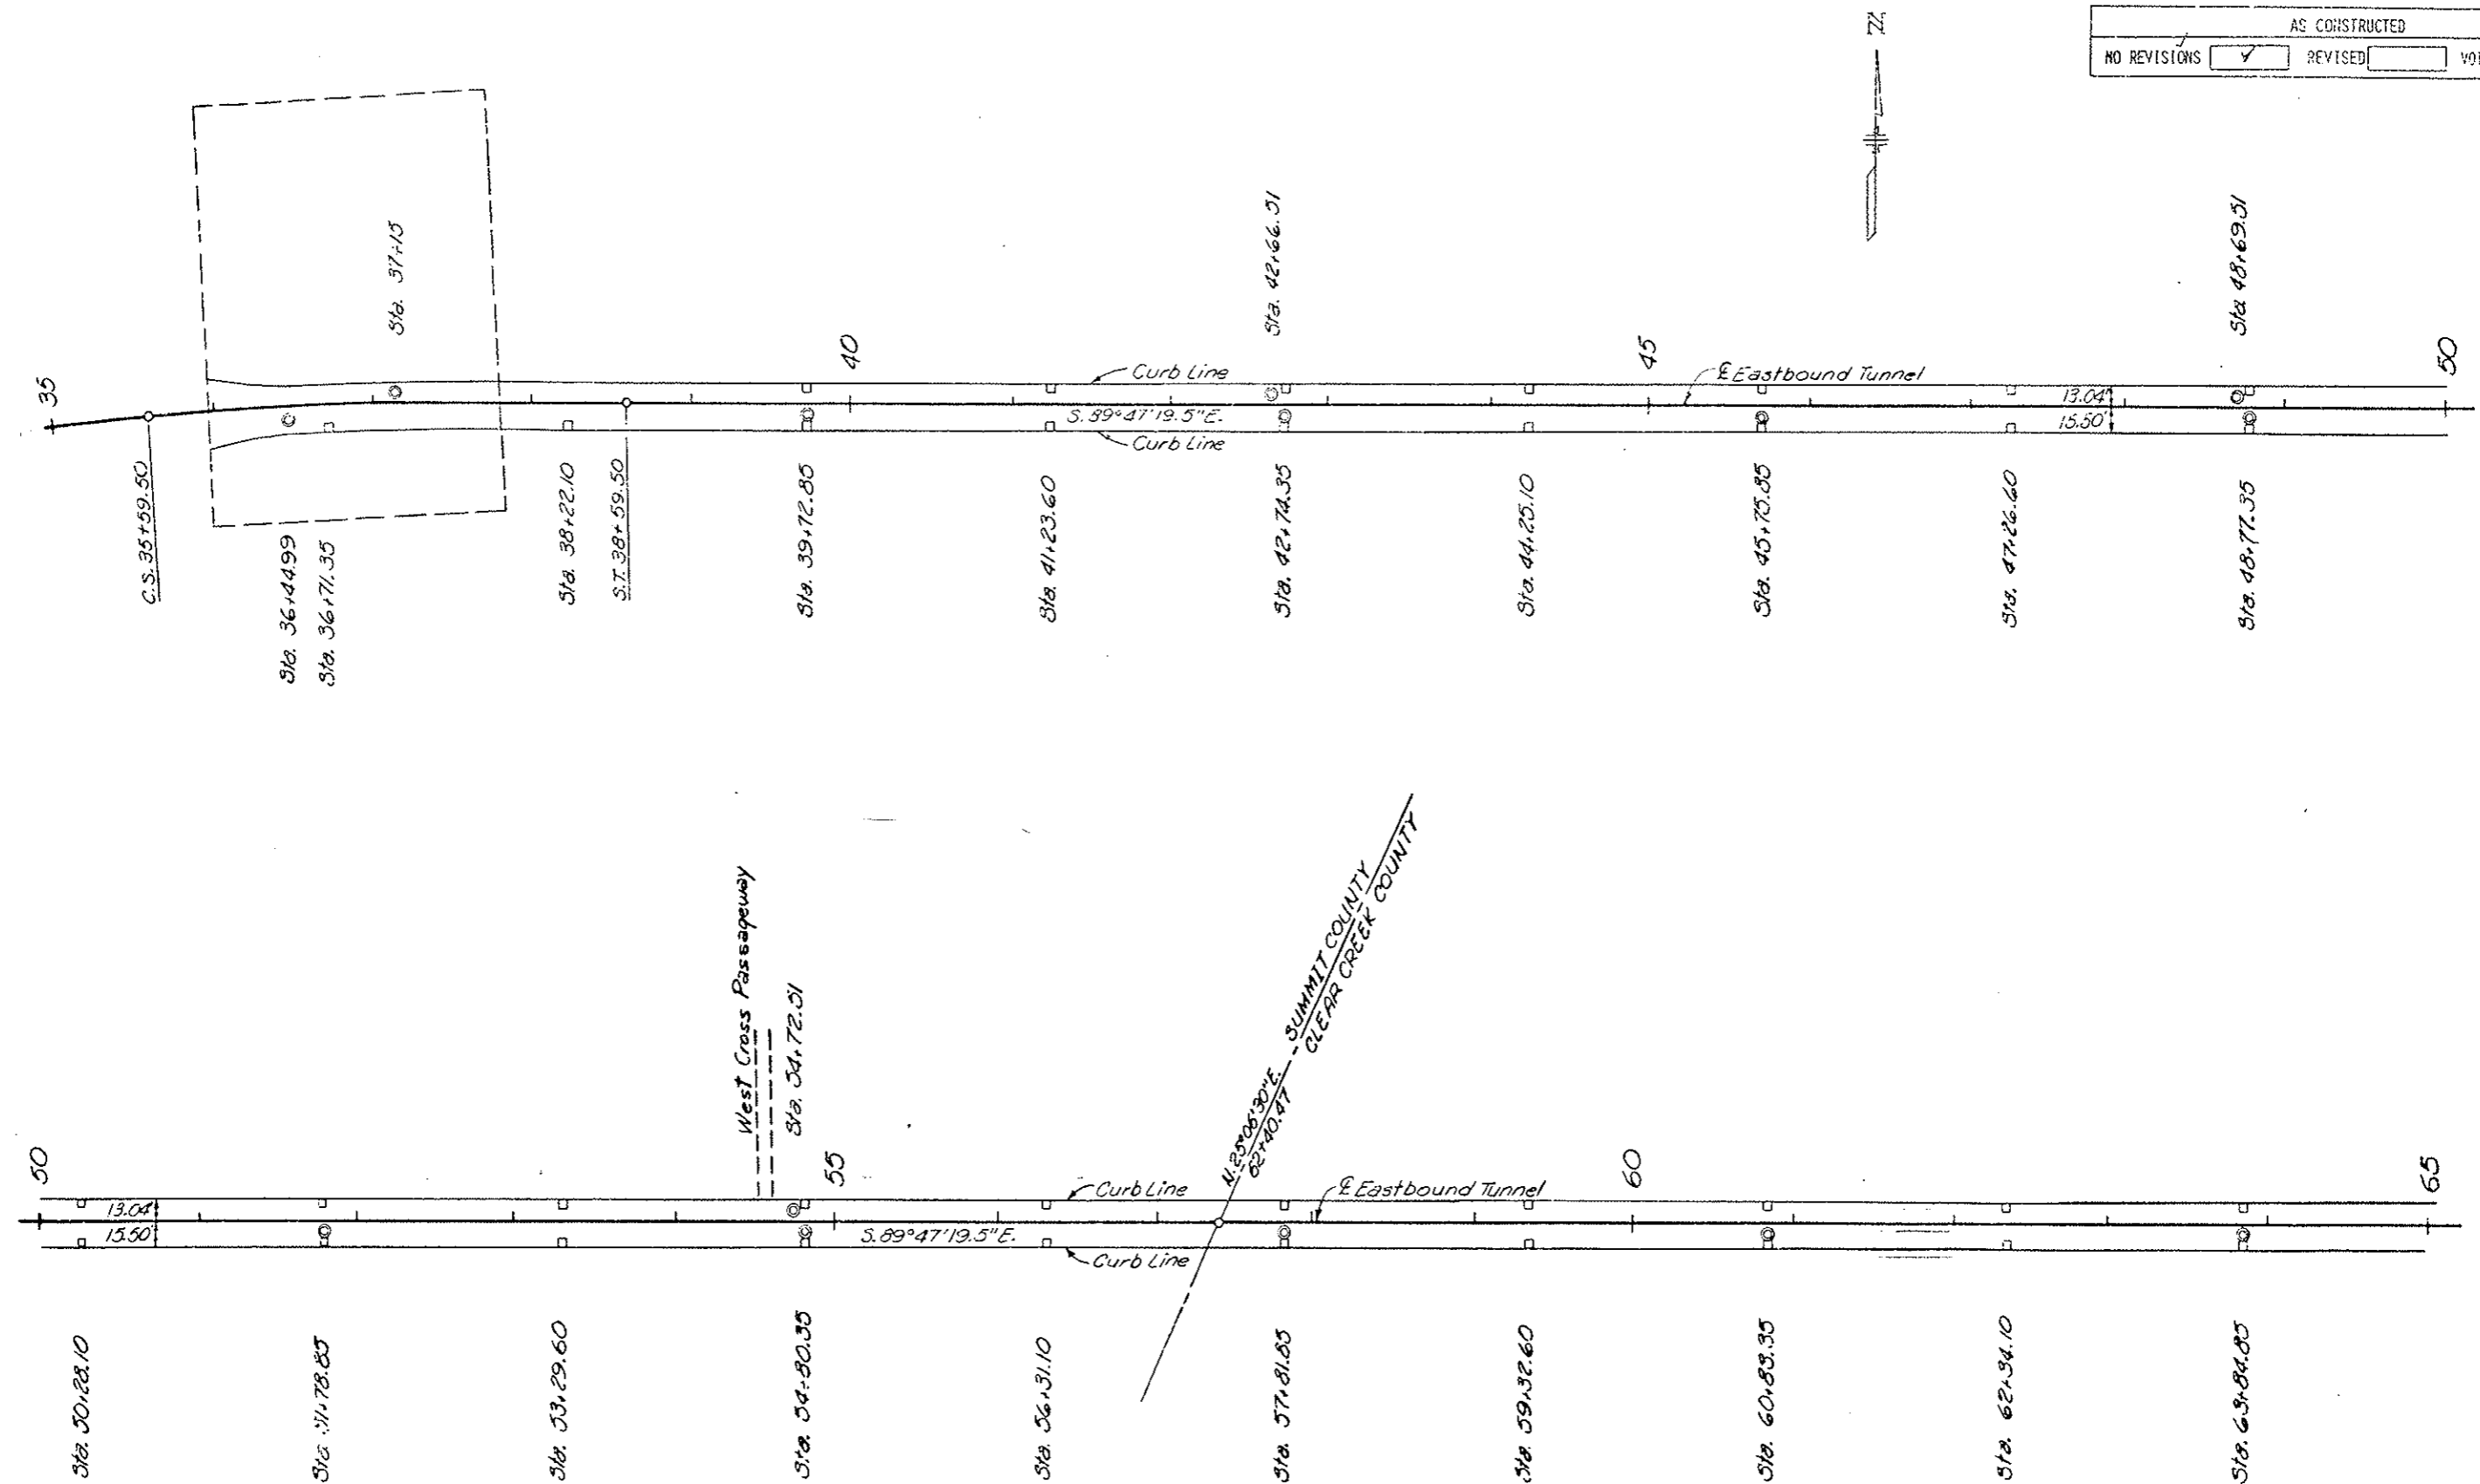 AS CONSTRUCTED
NO REVISIONS REVISED
N
35
40
45
50
Sta. 37+15
Sta. 42+66.51
Sta 48+69.51
Curb Line
℄ Eastbound Tunnel
S. 89°47'19.5"E.
13.04'
15.50'
Curb Line
C.S. 35+59.50
Sta. 36+44.99
Sta. 36+71.35
Sta. 38+22.10
S.T. 38+59.50
Sta. 39+72.85
Sta. 41+23.60
Sta. 42+74.35
Sta. 44+25.10
Sta. 45+75.85
Sta. 47+26.60
Sta. 48+77.35
West Cross Passageway
Sta. 54+72.51
SUMMIT COUNTY
CLEAR CREEK COUNTY
N.25°06'30"E.
62+40.47
50
55
60
65
Curb Line
℄ Eastbound Tunnel
13.04'
15.50'
S.89°47'19.5"E.
Curb Line
Sta. 50+28.10
Sta. 51+78.85
Sta. 53+29.60
Sta. 54+80.35
Sta. 56+31.10
Sta. 57+81.85
Sta. 59+32.60
Sta. 60+83.35
Sta. 62+34.10
Sta. 63+84.85